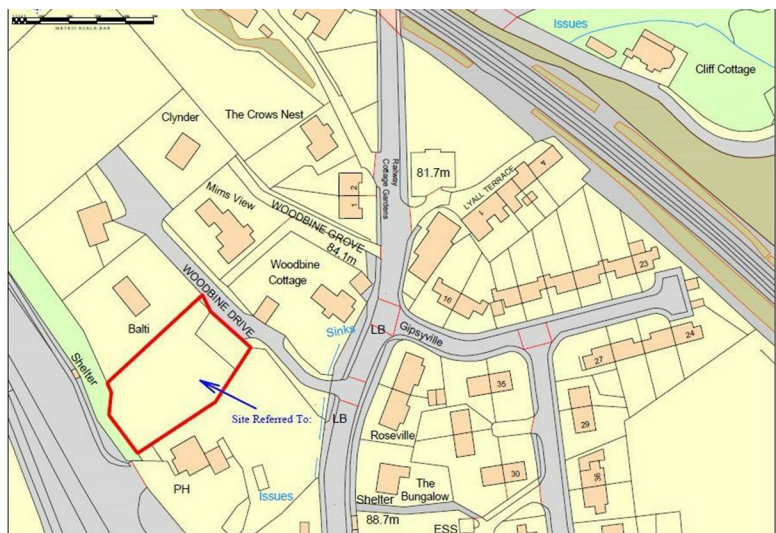 METRIC SCALE BAR
Issues
Cliff Cottage
Clynder
The Crows Nest
Railway
Cottage Gardens
81.7m
LYALL TERRACE
4
1
2
1
Mims View
WOODBINE GROVE
84.1m
Woodbine
Cottage
WOODBINE DRIVE
23
16
Balti
Sinks
LB
Gipsyville
24
27
Shelter
Site Referred To:
LB
35
29
Roseville
PH
Issues
The
Bungalow
30
36
Shelter
88.7m
ESS